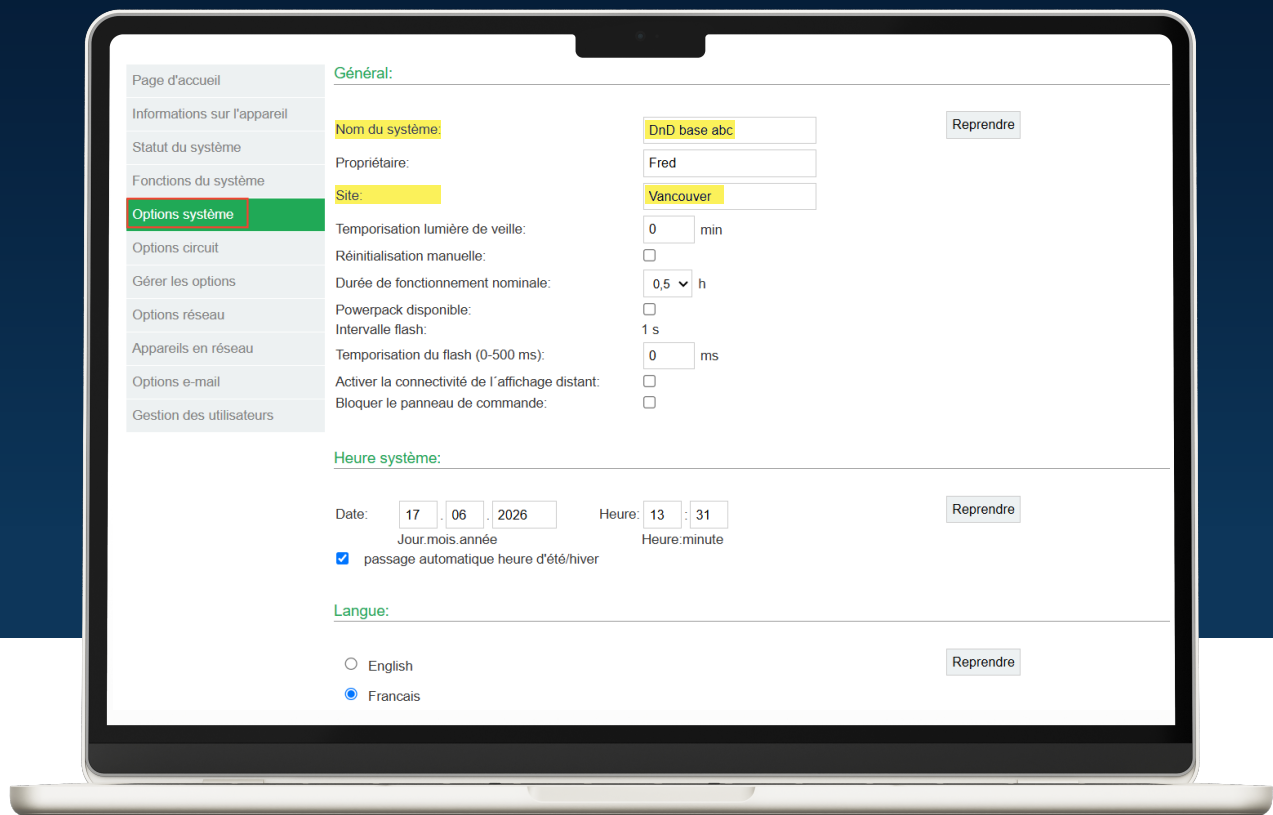 Page d'accueil
Informations sur l'appareil
Statut du système
Fonctions du système
Options système
Options circuit
Gérer les options
Options réseau
Appareils en réseau
Options e-mail
Gestion des utilisateurs
Général:
Nom du système: DnD base abc Reprendre
Propriétaire: Fred
Site: Vancouver
Temporisation lumière de veille: 0 min
Réinitialisation manuelle:
Durée de fonctionnement nominale: 0,5 h
Powerpack disponible:
Intervalle flash: 1 s
Temporisation du flash (0-500 ms): 0 ms
Activer la connectivité de l´affichage distant:
Bloquer le panneau de commande:
Heure système:
Date: 17 . 06 . 2026 Heure: 13 : 31 Reprendre
Jour.mois.année Heure:minute
passage automatique heure d'été/hiver
Langue:
English Reprendre
Francais